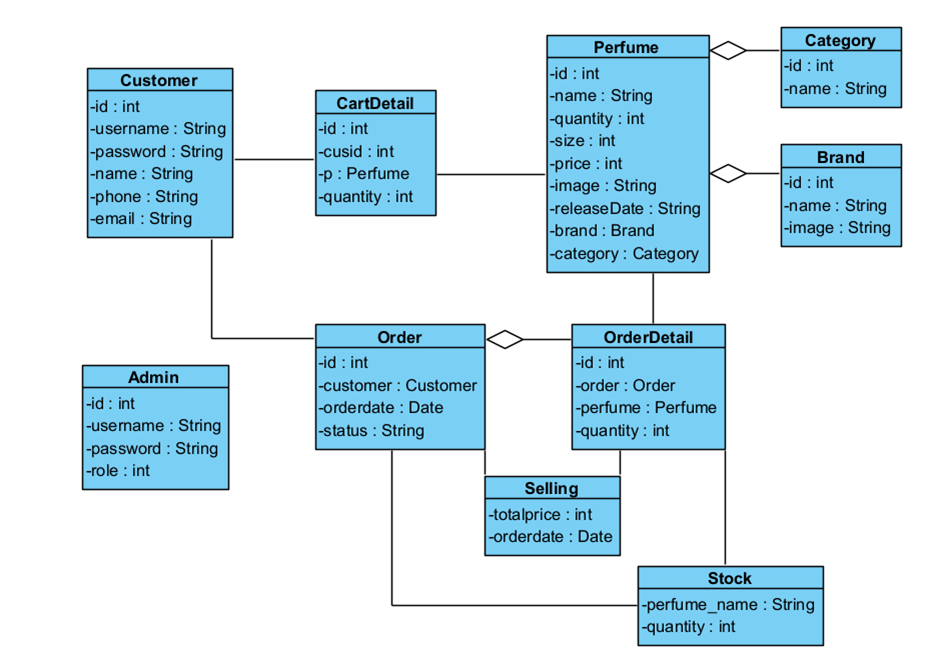 Customer
-id : int
-username : String
-password : String
-name : String
-phone : String
-email : String
CartDetail
-id : int
-cusid : int
-p : Perfume
-quantity : int
Perfume
-id : int
-name : String
-quantity : int
-size : int
-price : int
-image : String
-releaseDate : String
-brand : Brand
-category : Category
Category
-id : int
-name : String
Brand
-id : int
-name : String
-image : String
Admin
-id : int
-username : String
-password : String
-role : int
Order
-id : int
-customer : Customer
-orderdate : Date
-status : String
OrderDetail
-id : int
-order : Order
-perfume : Perfume
-quantity : int
Selling
-totalprice : int
-orderdate : Date
Stock
-perfume_name : String
-quantity : int